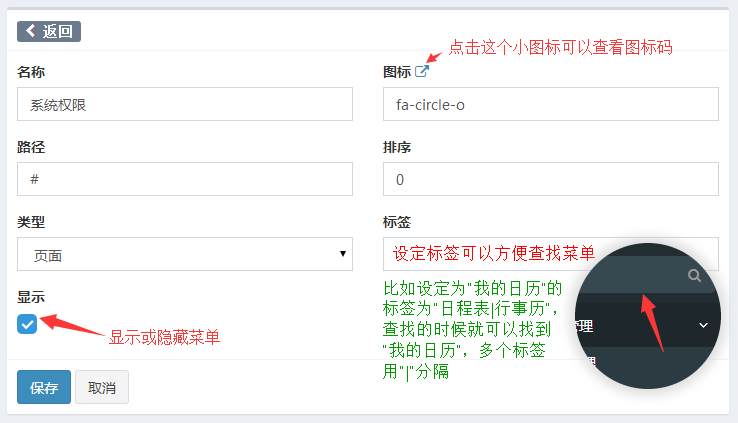 返回
点击这个小图标可以查看图标码
名称
图标
系统权限
fa-circle-o
路径
排序
#
0
类型
标签
页面
设定标签可以方便查找菜单
显示
比如设定为"我的日历"的
标签为"日程表|行事历",
查找的时候就可以找到
"我的日历", 多个标签
用"|"分隔
显示或隐藏菜单
管理
保存
取消